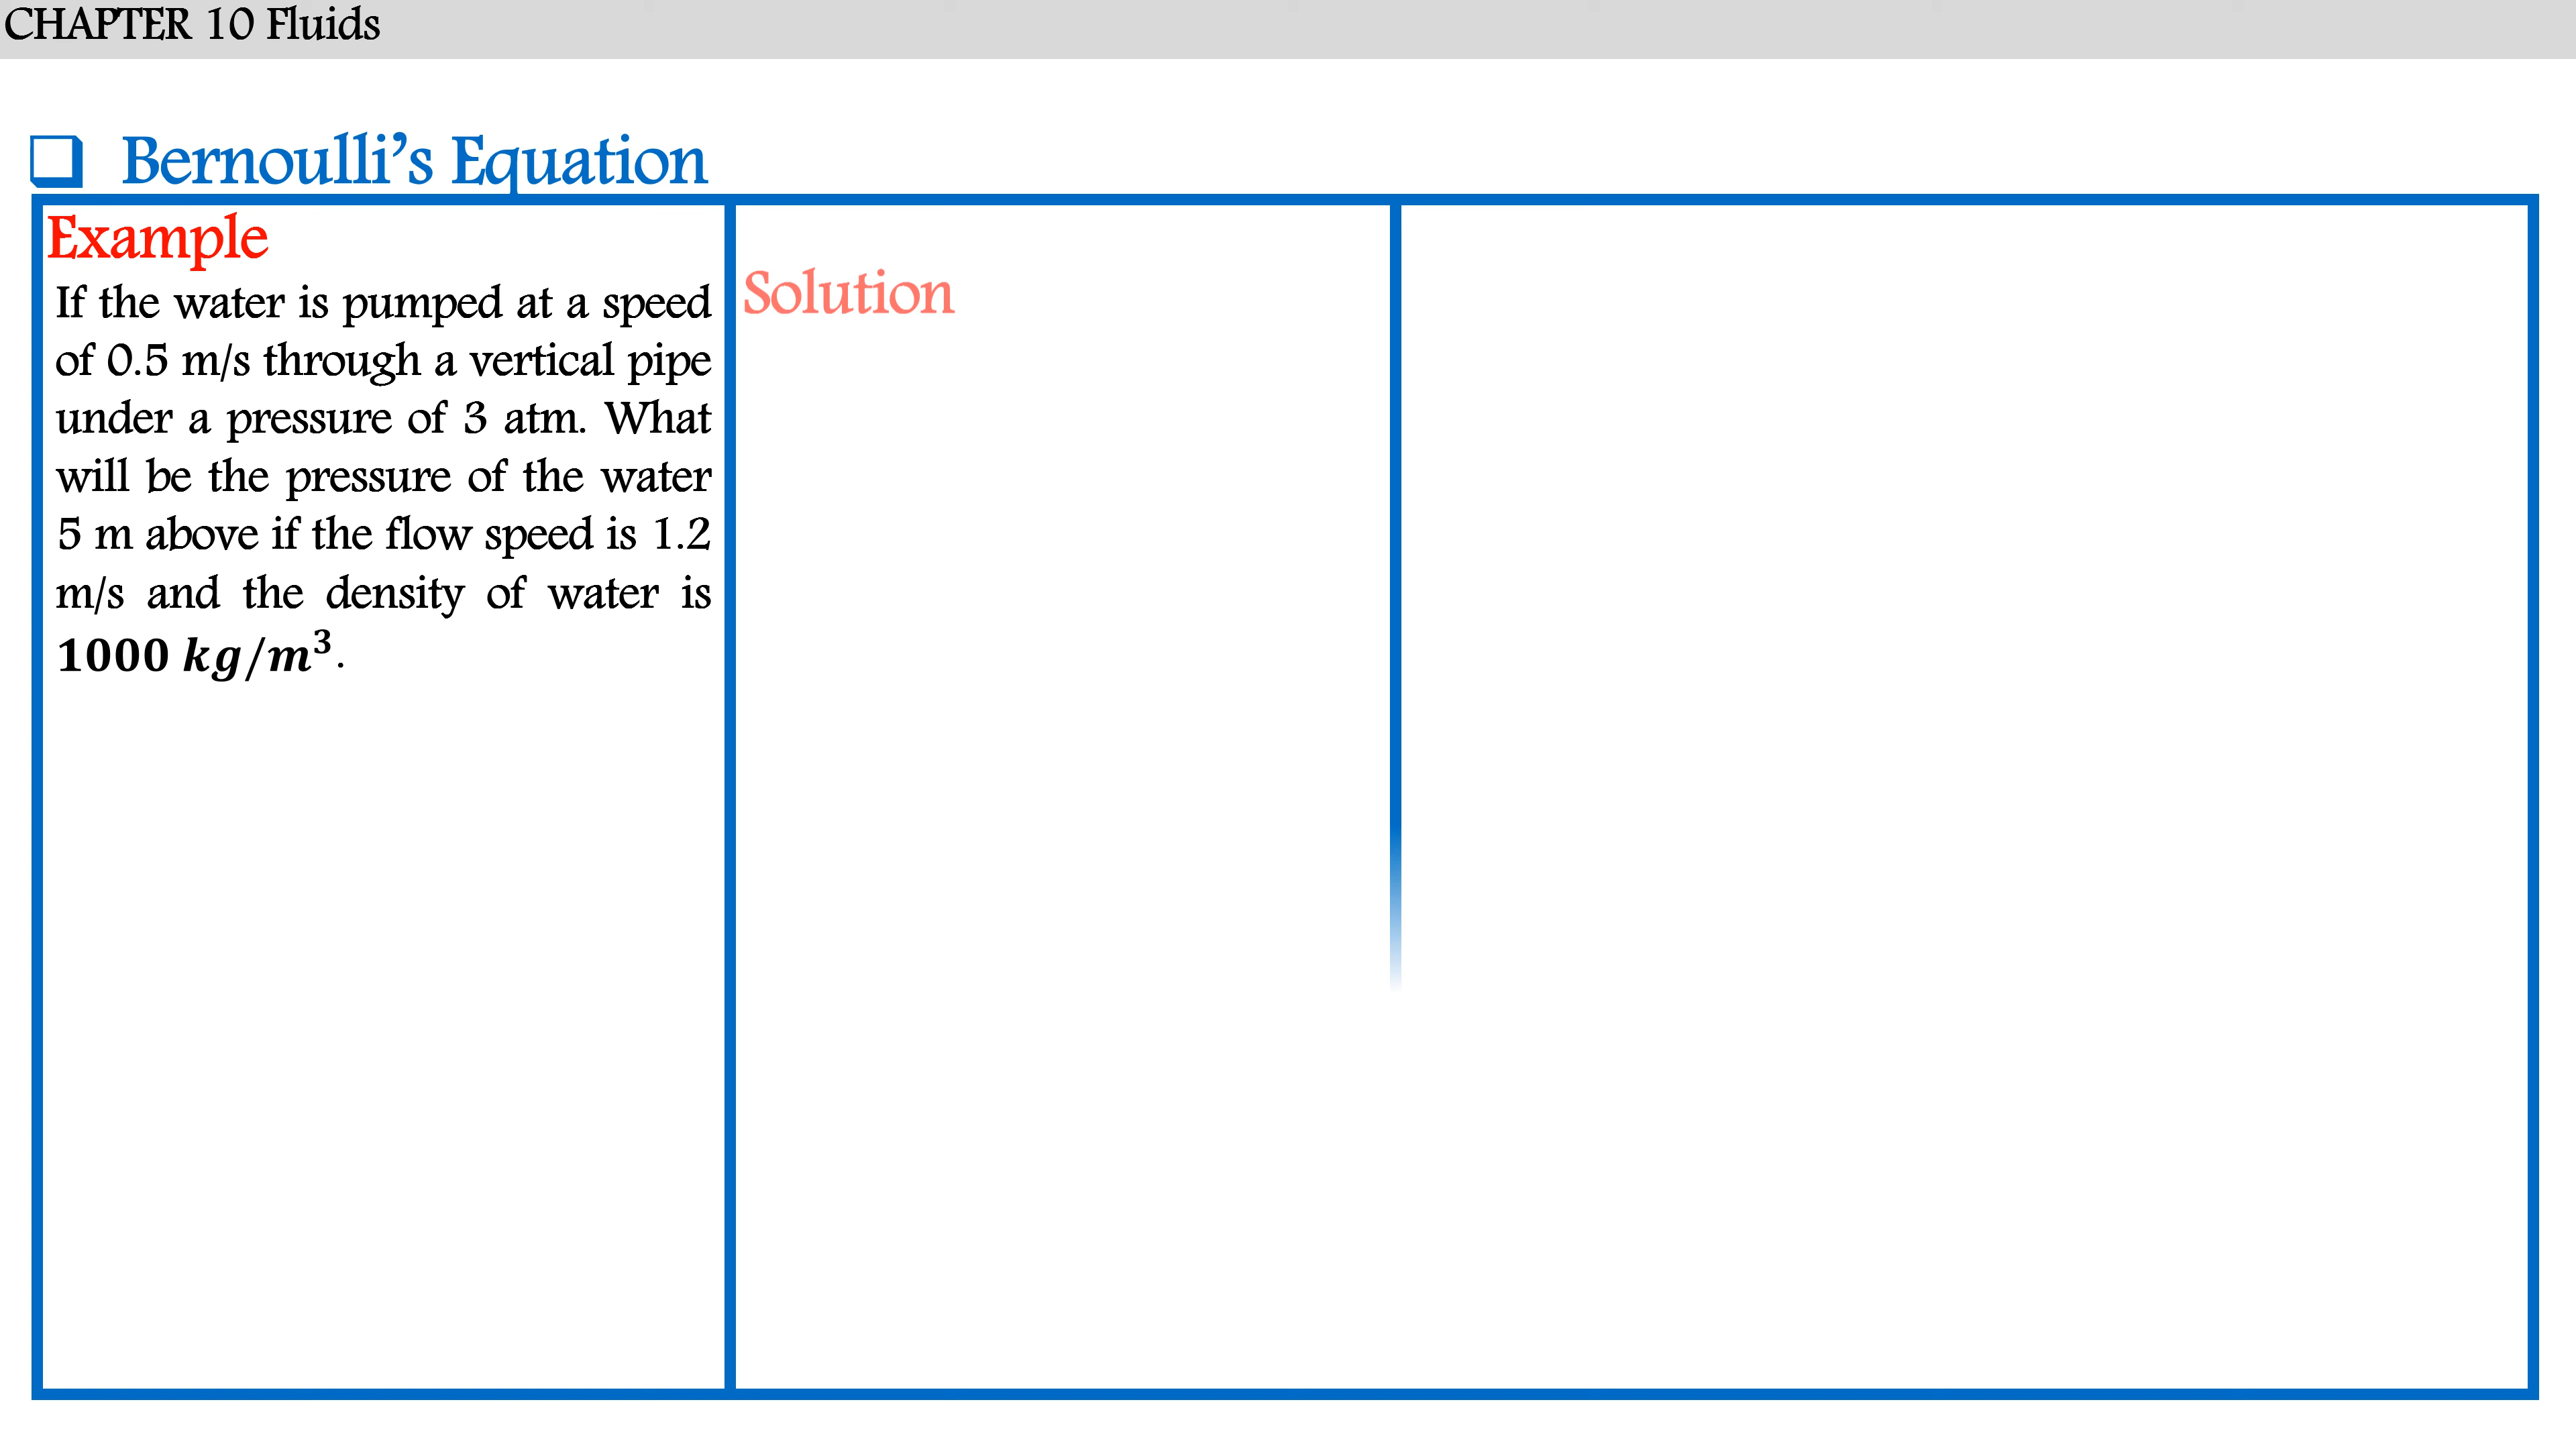 CHAPTER 10 Fluids
❑ Bernoulli’s Equation
Example
If the water is pumped at a speed
of 0.5 m/s through a vertical pipe
under a pressure of 3 atm. What
will be the pressure of the water
5 m above if the flow speed is 1.2
m/s and the density of water is
1000 kg/m³.
Solution